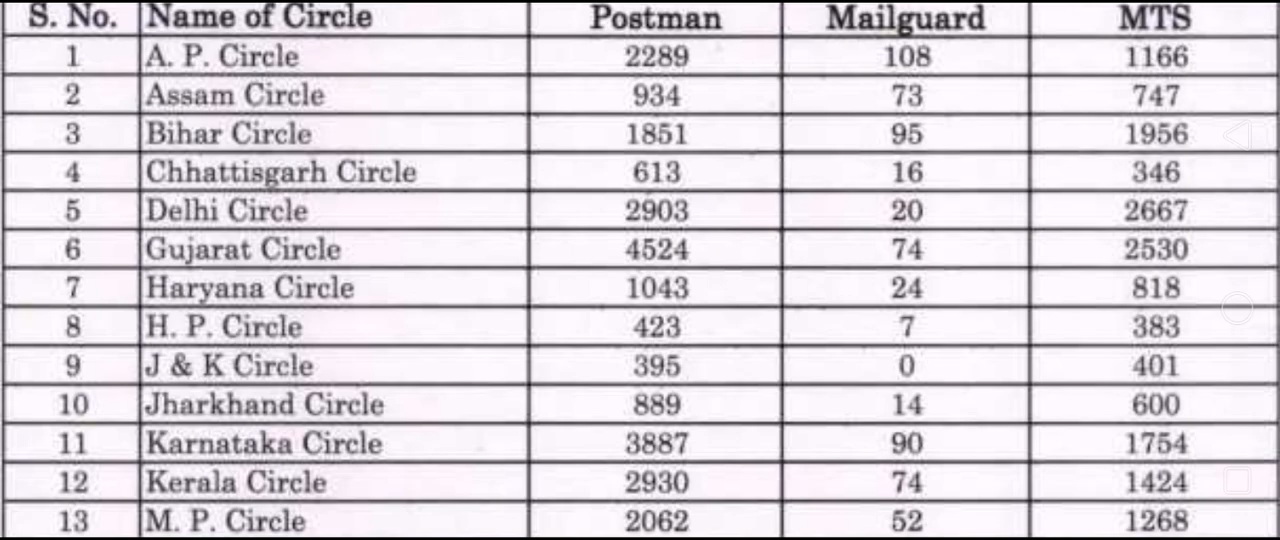 S. No. Name of Circle Postman Mailguard MTS
1 A. P. Circle 2289 108 1166
2 Assam Circle 934 73 747
3 Bihar Circle 1851 95 1956
4 Chhattisgarh Circle 613 16 346
5 Delhi Circle 2903 20 2667
6 Gujarat Circle 4524 74 2530
7 Haryana Circle 1043 24 818
8 H. P. Circle 423 7 383
9 J & K Circle 395 0 401
10 Jharkhand Circle 889 14 600
11 Karnataka Circle 3887 90 1754
12 Kerala Circle 2930 74 1424
13 M. P. Circle 2062 52 1268